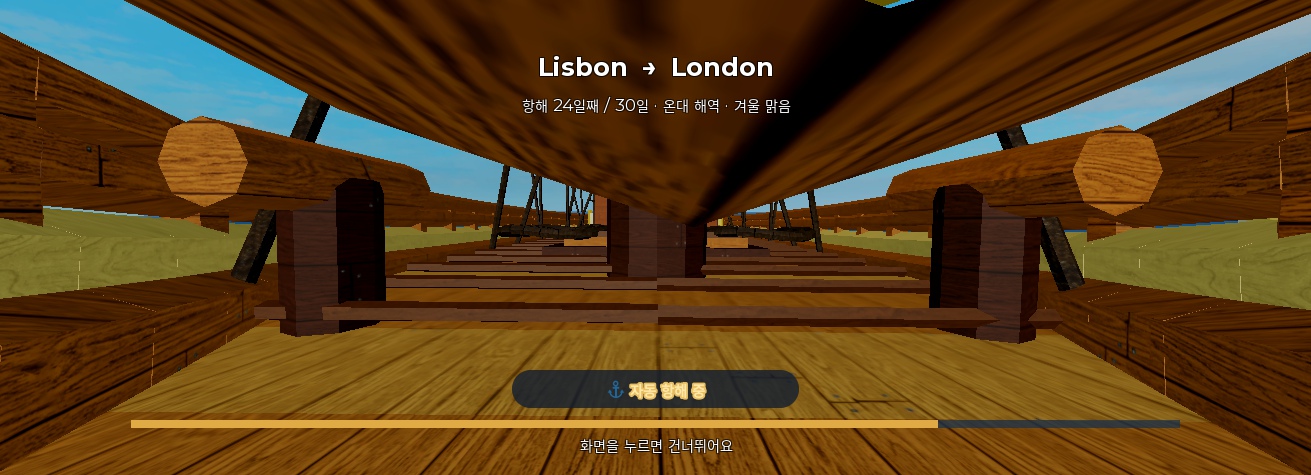 Lisbon → London
항해 24일째 / 30일 · 온대 해역 · 겨울 맑음
⚓ 자동 항해 중
화면을 누르면 건너뛰어요